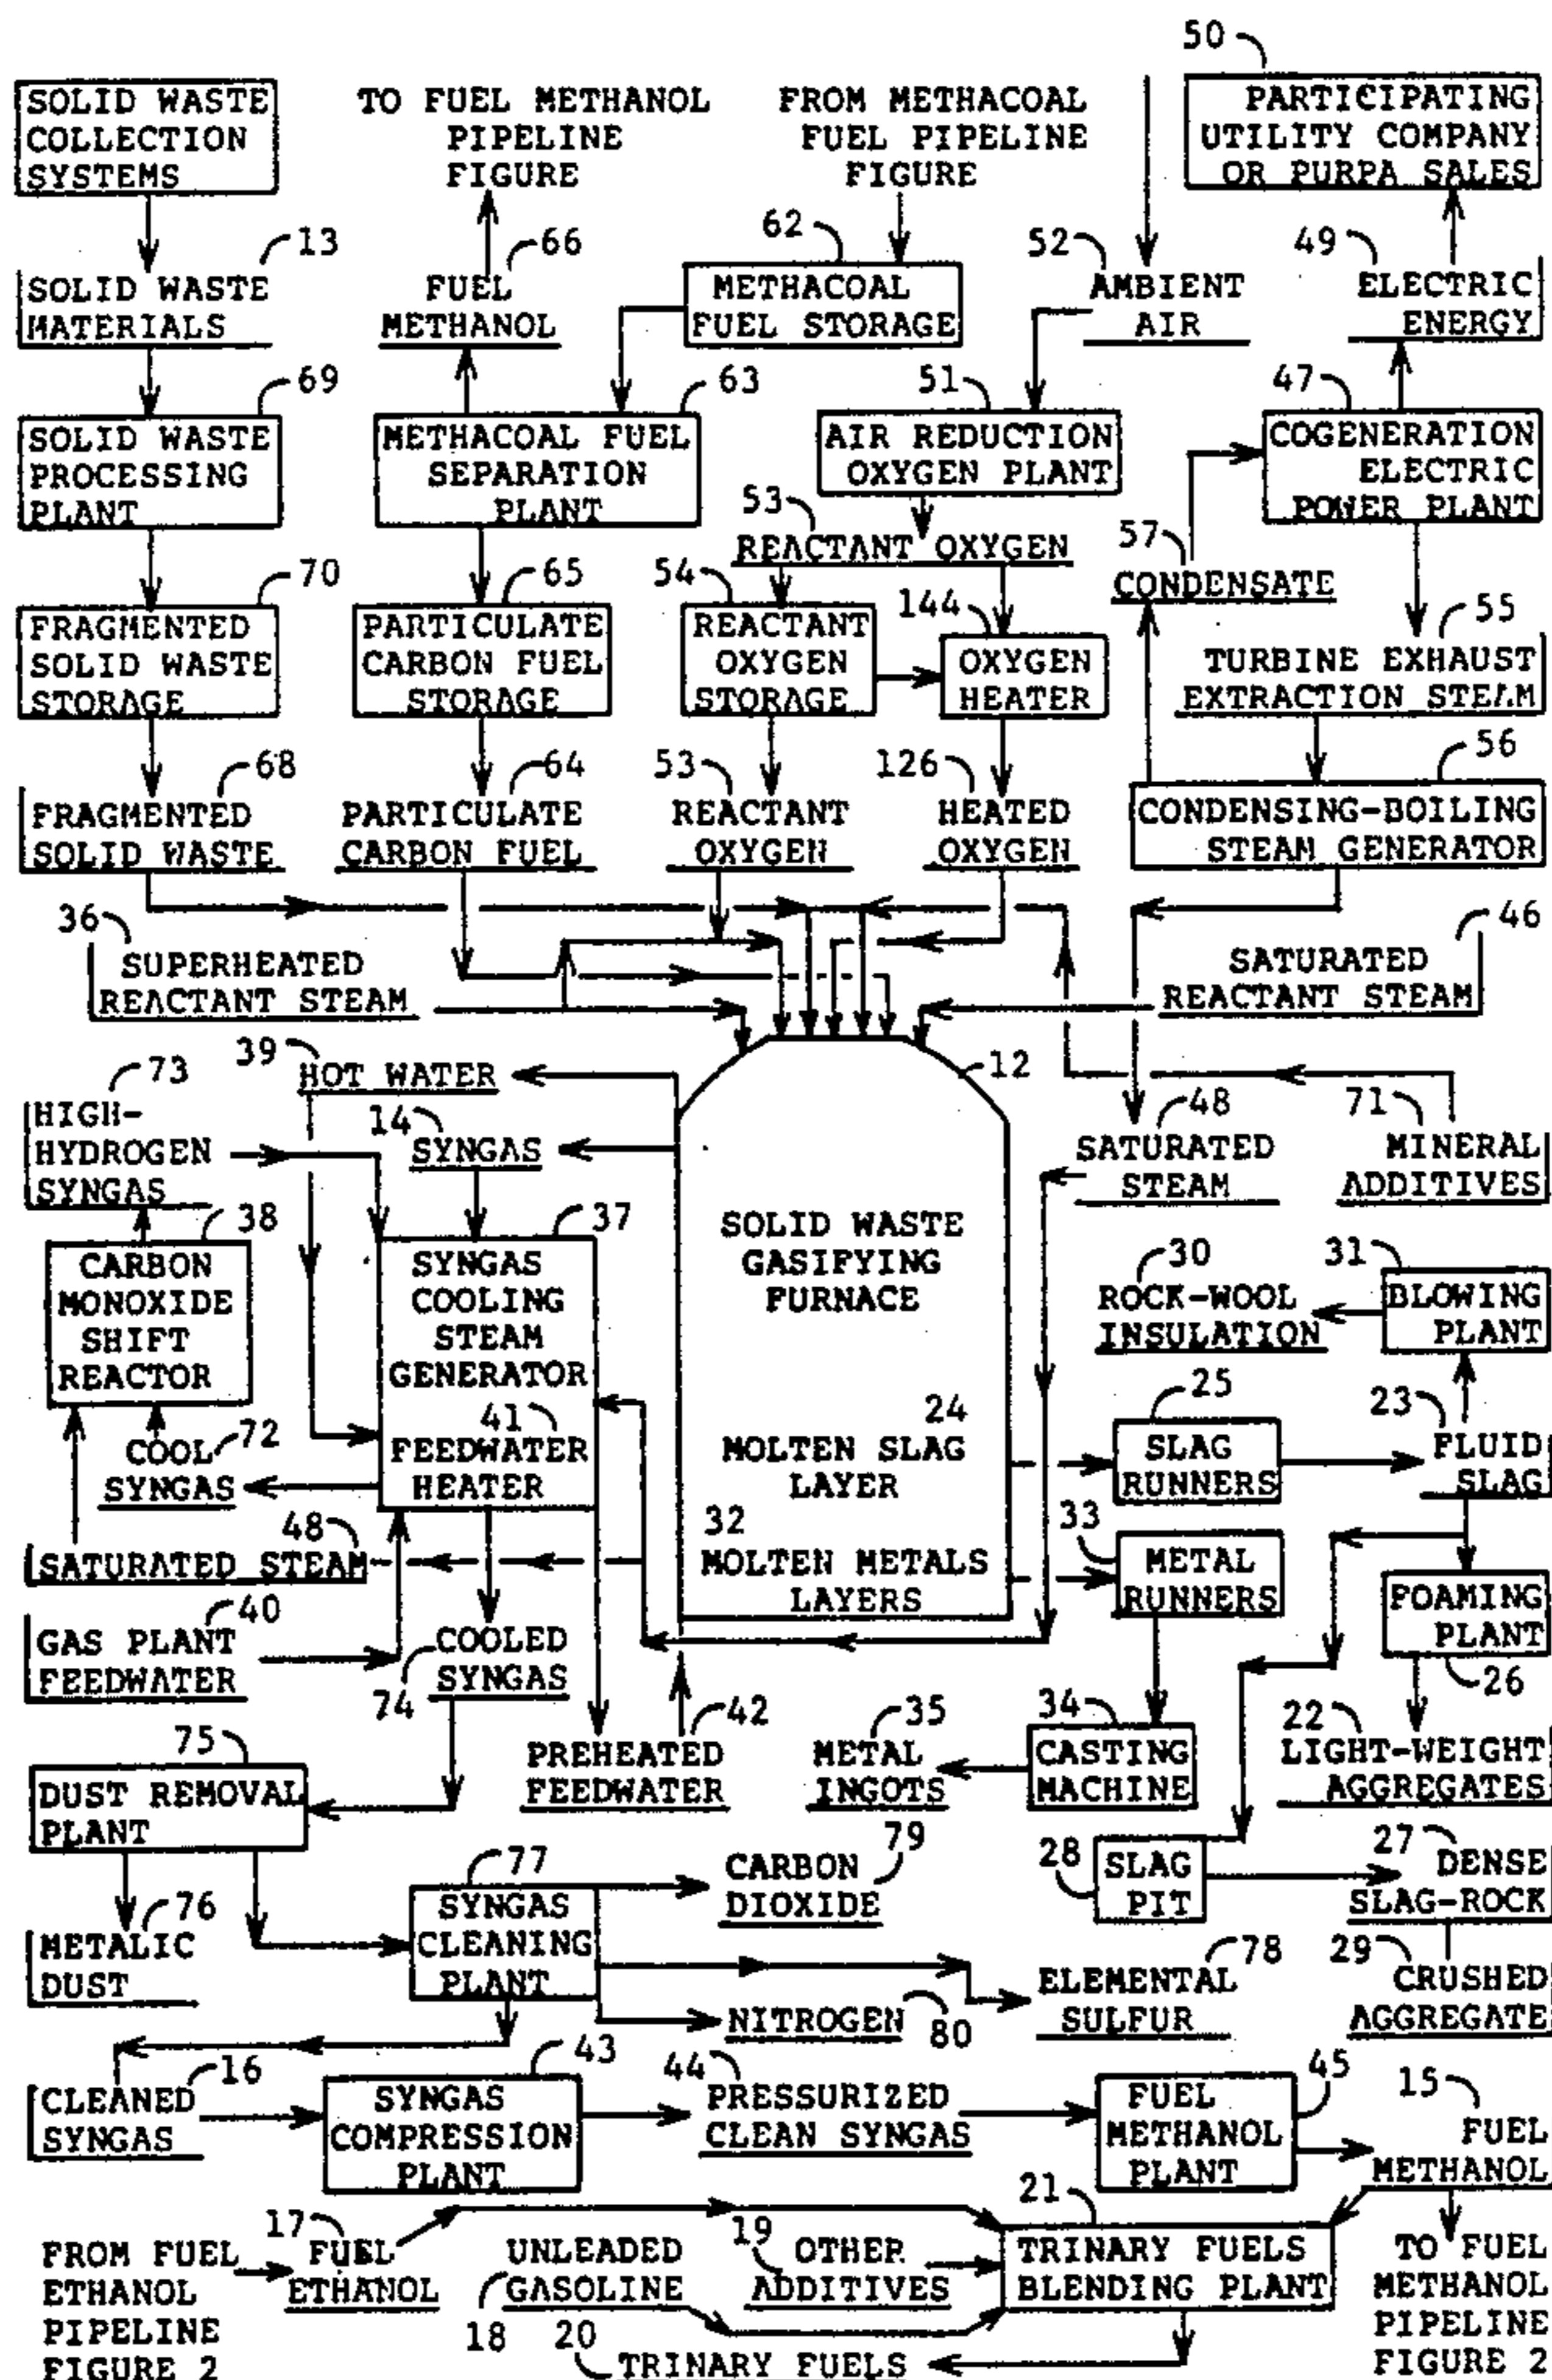 50
SOLID WASTE
COLLECTION
SYSTEMS
TO FUEL METHANOL
PIPELINE
FIGURE
FROM METHACOAL
FUEL PIPELINE
FIGURE
PARTICIPATING
UTILITY COMPANY
OR PURPA SALES
13
SOLID WASTE
MATERIALS
66
FUEL
METHANOL
62
METHACOAL
FUEL STORAGE
52
AMBIENT
AIR
49
ELECTRIC
ENERGY
69
SOLID WASTE
PROCESSING
PLANT
63
METHACOAL FUEL
SEPARATION
PLANT
51
AIR REDUCTION
OXYGEN PLANT
47
COGENERATION
ELECTRIC
POWER PLANT
53
REACTANT OXYGEN
57
CONDENSATE
70
FRAGMENTED
SOLID WASTE
STORAGE
65
PARTICULATE
CARBON FUEL
STORAGE
54
REACTANT
OXYGEN
STORAGE
144
OXYGEN
HEATER
55
TURBINE EXHAUST
EXTRACTION STEAM
68
FRAGMENTED
SOLID WASTE
64
PARTICULATE
CARBON FUEL
53
REACTANT
OXYGEN
126
HEATED
OXYGEN
56
CONDENSING-BOILING
STEAM GENERATOR
36
SUPERHEATED
REACTANT STEAM
46
SATURATED
REACTANT STEAM
39
HOT WATER
12
73
HIGH-
HYDROGEN
SYNGAS
14
SYNGAS
48
SATURATED
STEAM
71
MINERAL
ADDITIVES
38
CARBON
MONOXIDE
SHIFT
REACTOR
37
SYNGAS
COOLING
STEAM
GENERATOR
41
FEEDWATER
HEATER
SOLID WASTE
GASIFYING
FURNACE
30
ROCK-WOOL
INSULATION
31
BLOWING
PLANT
24
MOLTEN SLAG
LAYER
25
SLAG
RUNNERS
23
FLUID
SLAG
72
COOL
SYNGAS
48
SATURATED STEAM
32
MOLTEN METALS
LAYERS
33
METAL
RUNNERS
FOAMING
PLANT
26
40
GAS PLANT
FEEDWATER
COOLED
SYNGAS
74
42
PREHEATED
FEEDWATER
35
METAL
INGOTS
34
CASTING
MACHINE
22
LIGHT-WEIGHT
AGGREGATES
75
DUST REMOVAL
PLANT
76
METALIC
DUST
77
SYNGAS
CLEANING
PLANT
79
CARBON
DIOXIDE
28
SLAG
PIT
27
DENSE
SLAG-ROCK
78
ELEMENTAL
SULFUR
29
CRUSHED
AGGREGATE
NITROGEN
80
16
CLEANED
SYNGAS
43
SYNGAS
COMPRESSION
PLANT
44
PRESSURIZED
CLEAN SYNGAS
45
FUEL
METHANOL
PLANT
15
FUEL
METHANOL
FROM FUEL
ETHANOL
PIPELINE
FIGURE 2
17
FUEL
ETHANOL
UNLEADED
GASOLINE
18
19
OTHER
ADDITIVES
21
TRINARY FUELS
BLENDING PLANT
20
TRINARY FUELS
TO FUEL
METHANOL
PIPELINE
FIGURE 2